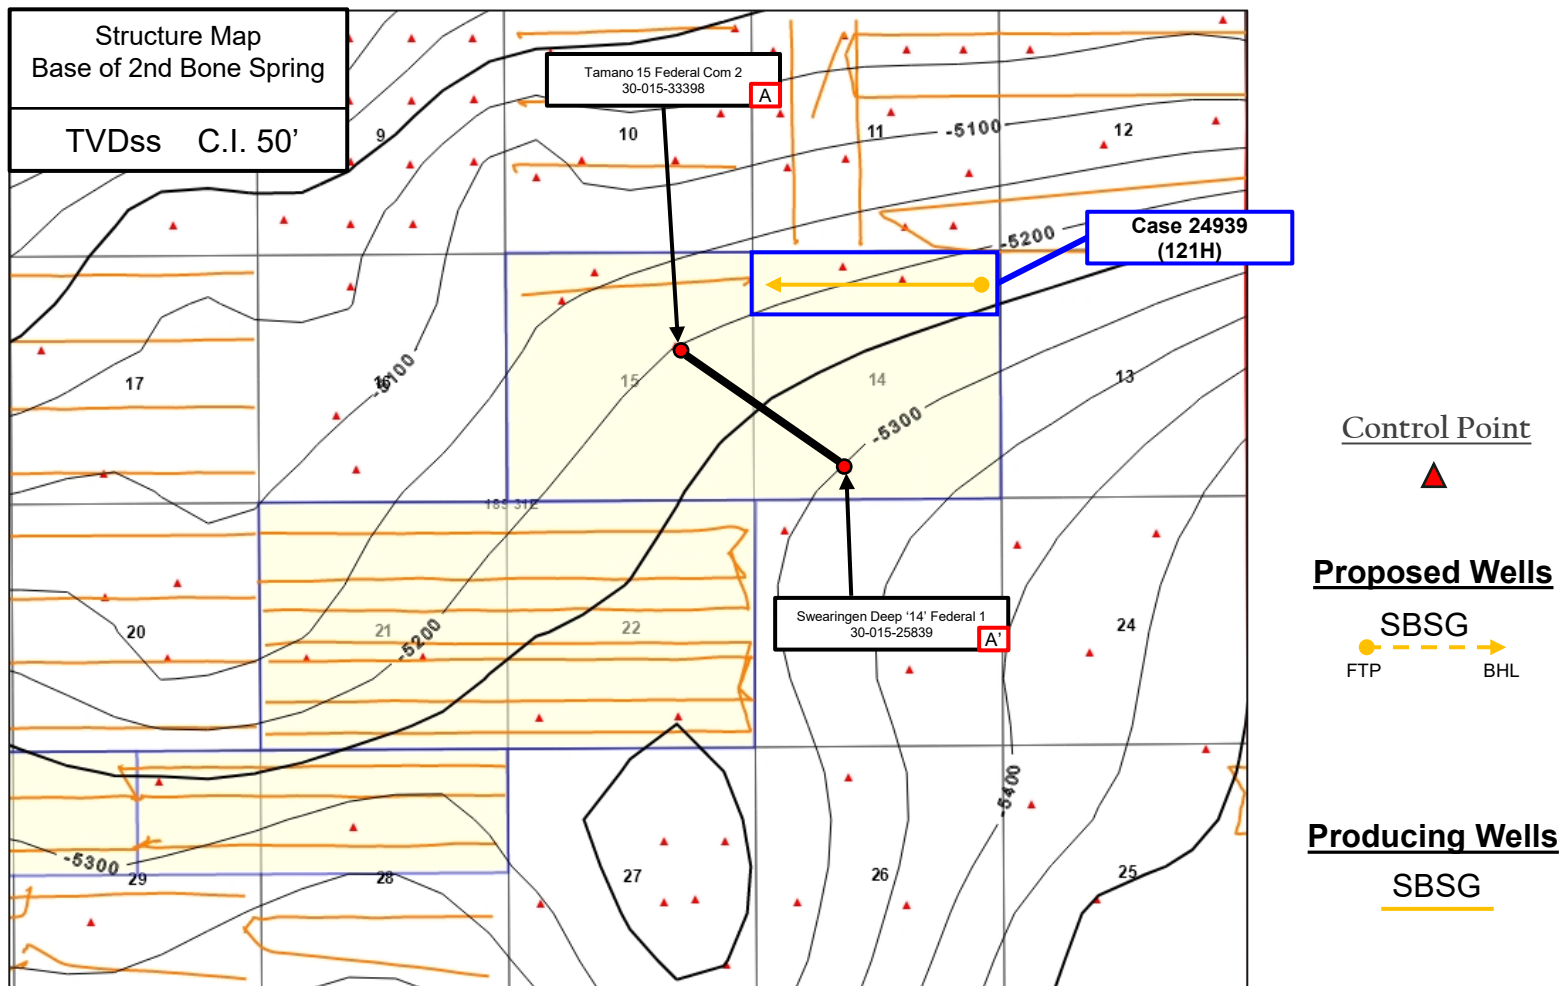 Structure Map
Base of 2nd Bone Spring
TVDss C.I. 50’
Tamano 15 Federal Com 2
30-015-33398
A
9
10
11
-5100
12
-5200
Case 24939
(121H)
17
-5100
15
14
13
-5300
Control Point
18S 31E
Proposed Wells
SBSG
FTP
BHL
Swearingen Deep ‘14’ Federal 1
30-015-25839
A’
20
21
-5200
22
24
-5400
Producing Wells
SBSG
-5300
29
28
27
26
25